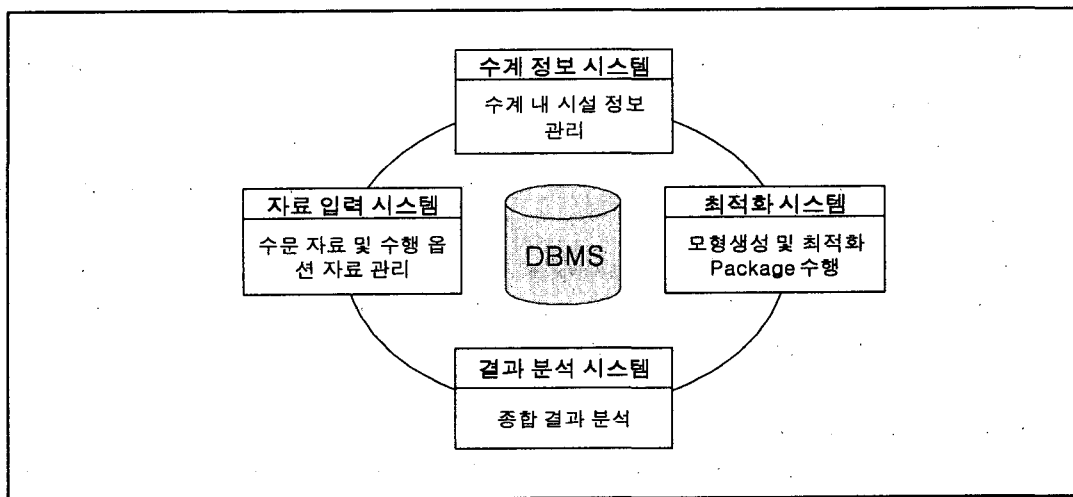 수계 정보 시스템
수계 내 시설 정보
관리
자료 입력 시스템
수문 자료 및 수행 옵
션 자료 관리
DBMS
최적화 시스템
모형생성 및 최적화
Package 수행
결과 분석 시스템
종합 결과 분석